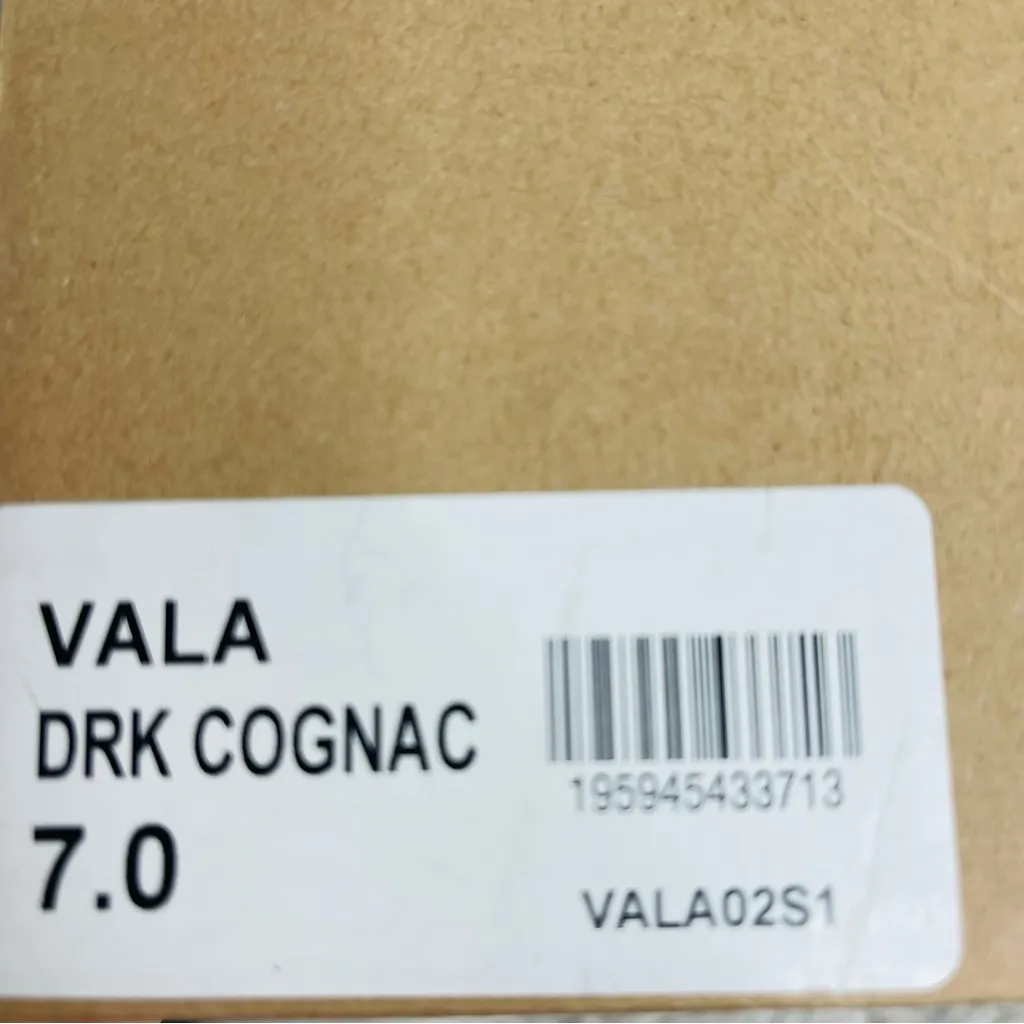 VALA
DRK COGNAC
7.0
195945433713
VALA02S1